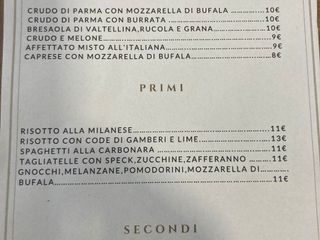 CRUDO DI PARMA CON MOZZARELLA DI BUFALA ................10€
CRUDO DI PARMA CON BURRATA .....................................10€
BRESAOLA DI VALTELLINA,RUCOLA E GRANA................10€
CRUDO E MELONE..........................................................9€
AFFETTATO MISTO ALL'ITALIANA....................................9€
CAPRESE CON MOZZARELLA DI BUFALA.......................8€
PRIMI
RISOTTO ALLA MILANESE..............................................11€
RISOTTO CON CODE DI GAMBERI E LIME.....................13€
SPAGHETTI ALLA CARBONARA .....................................11€
TAGLIATELLE CON SPECK,ZUCCHINE,ZAFFERANO .......11€
GNOCCHI,MELANZANE,POMODORINI,MOZZARELLA DI
BUFALA.........................................................................11€
SECONDI